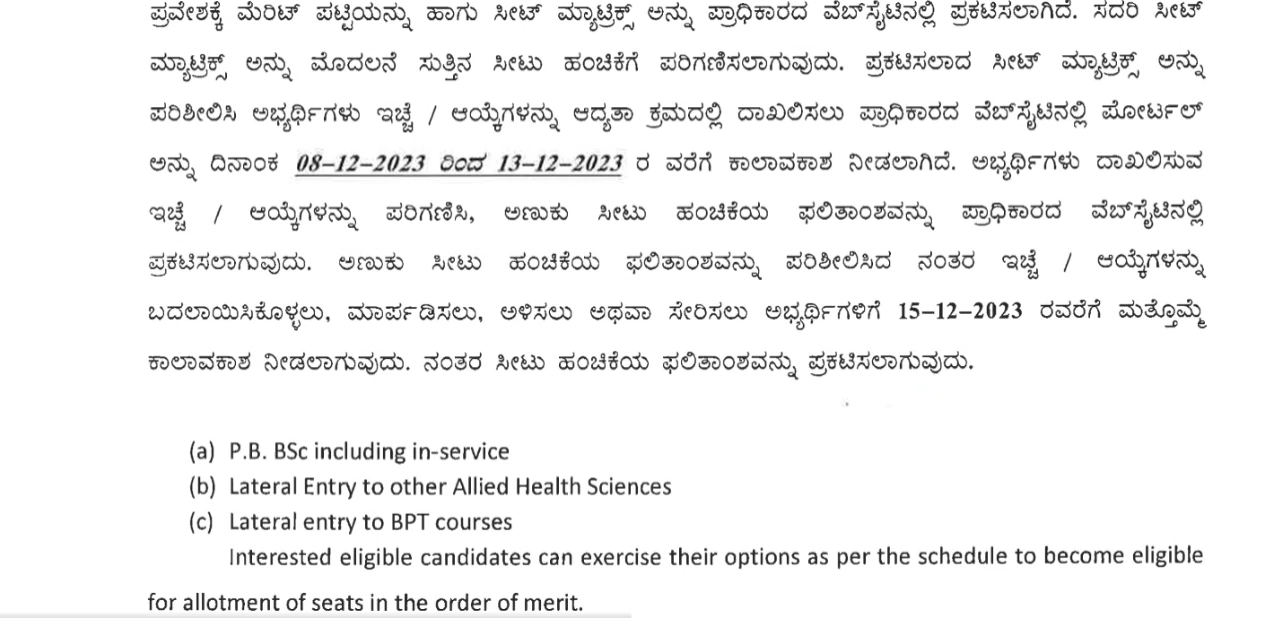 ಪ್ರವೇಶಕ್ಕೆ ಮೆರಿಟ್ ಪಟ್ಟಿಯನ್ನು ಹಾಗು ಸೀಟ್ ಮ್ಯಾಟ್ರಿಕ್ಸ್ ಅನ್ನು ಪ್ರಾಧಿಕಾರದ ವೆಬ್‌ಸೈಟಿನಲ್ಲಿ ಪ್ರಕಟಿಸಲಾಗಿದೆ. ಸದರಿ ಸೀಟ್
ಮ್ಯಾಟ್ರಿಕ್ಸ್ ಅನ್ನು ಮೊದಲನೆ ಸುತ್ತಿನ ಸೀಟು ಹಂಚಿಕೆಗೆ ಪರಿಗಣಿಸಲಾಗುವುದು. ಪ್ರಕಟಿಸಲಾದ ಸೀಟ್ ಮ್ಯಾಟ್ರಿಕ್ಸ್ ಅನ್ನು
ಪರಿಶೀಲಿಸಿ ಅಭ್ಯರ್ಥಿಗಳು ಇಚ್ಛೆ / ಆಯ್ಕೆಗಳನ್ನು ಆದ್ಯತಾ ಕ್ರಮದಲ್ಲಿ ದಾಖಲಿಸಲು ಪ್ರಾಧಿಕಾರದ ವೆಬ್‌ಸೈಟಿನಲ್ಲಿ ಪೋರ್ಟಲ್
ಅನ್ನು ದಿನಾಂಕ 08–12–2023 ರಿಂದ 13–12–2023 ರ ವರೆಗೆ ಕಾಲಾವಕಾಶ ನೀಡಲಾಗಿದೆ. ಅಭ್ಯರ್ಥಿಗಳು ದಾಖಲಿಸುವ
ಇಚ್ಛೆ / ಆಯ್ಕೆಗಳನ್ನು ಪರಿಗಣಿಸಿ, ಅಣುಕು ಸೀಟು ಹಂಚಿಕೆಯ ಫಲಿತಾಂಶವನ್ನು ಪ್ರಾಧಿಕಾರದ ವೆಬ್‌ಸೈಟಿನಲ್ಲಿ
ಪ್ರಕಟಿಸಲಾಗುವುದು. ಅಣುಕು ಸೀಟು ಹಂಚಿಕೆಯ ಫಲಿತಾಂಶವನ್ನು ಪರಿಶೀಲಿಸಿದ ನಂತರ ಇಚ್ಛೆ / ಆಯ್ಕೆಗಳನ್ನು
ಬದಲಾಯಿಸಿಕೊಳ್ಳಲು, ಮಾರ್ಪಡಿಸಲು, ಅಳಿಸಲು ಅಥವಾ ಸೇರಿಸಲು ಅಭ್ಯರ್ಥಿಗಳಿಗೆ 15–12–2023 ರವರೆಗೆ ಮತ್ತೊಮ್ಮೆ
ಕಾಲಾವಕಾಶ ನೀಡಲಾಗುವುದು. ನಂತರ ಸೀಟು ಹಂಚಿಕೆಯ ಫಲಿತಾಂಶವನ್ನು ಪ್ರಕಟಿಸಲಾಗುವುದು.
(a) P.B. BSc including in-service
(b) Lateral Entry to other Allied Health Sciences
(c) Lateral entry to BPT courses
Interested eligible candidates can exercise their options as per the schedule to become eligible
for allotment of seats in the order of merit.